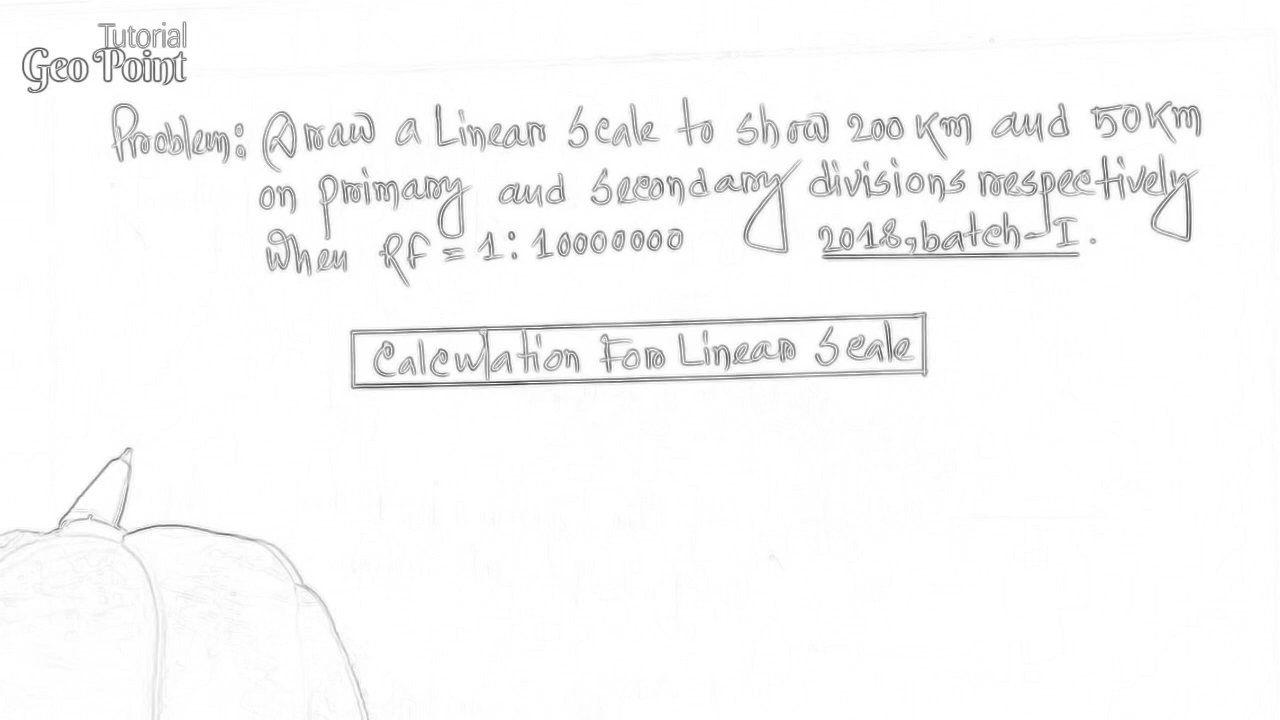 Tutorial
Geo Point
Problem: Draw a Linear Scale to show 200 Km and 50 Km
on primary and Secondary divisions respectively
When RF = 1:10000000 2018, batch-I.
Calculation For Linear Scale